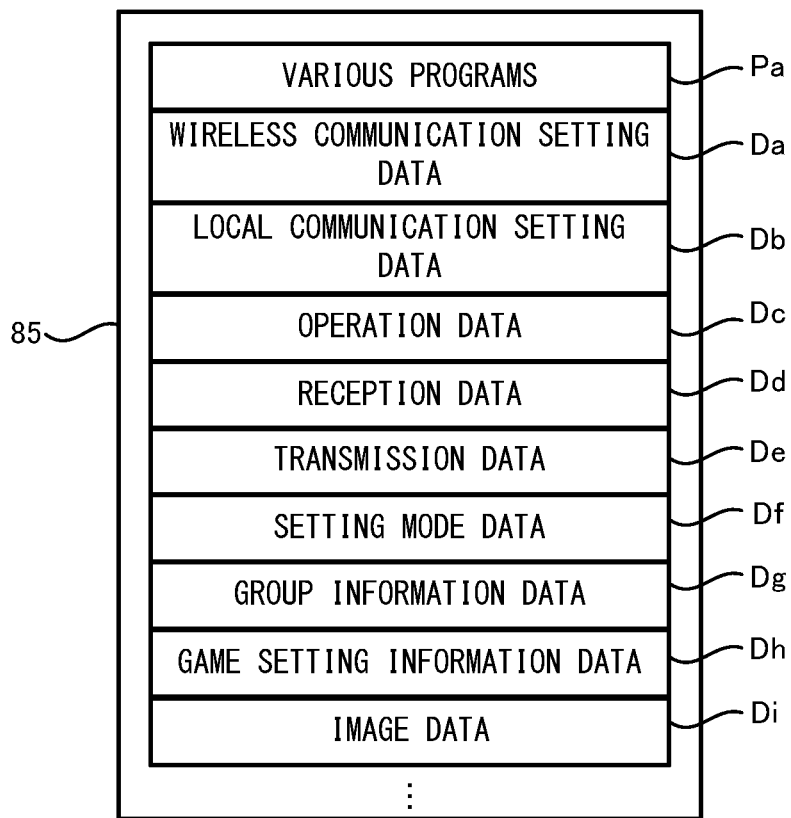 VARIOUS PROGRAMS
Pa
WIRELESS COMMUNICATION SETTING
DATA
Da
LOCAL COMMUNICATION SETTING
DATA
Db
85
OPERATION DATA
Dc
RECEPTION DATA
Dd
TRANSMISSION DATA
De
SETTING MODE DATA
Df
GROUP INFORMATION DATA
Dg
GAME SETTING INFORMATION DATA
Dh
IMAGE DATA
Di
⋮